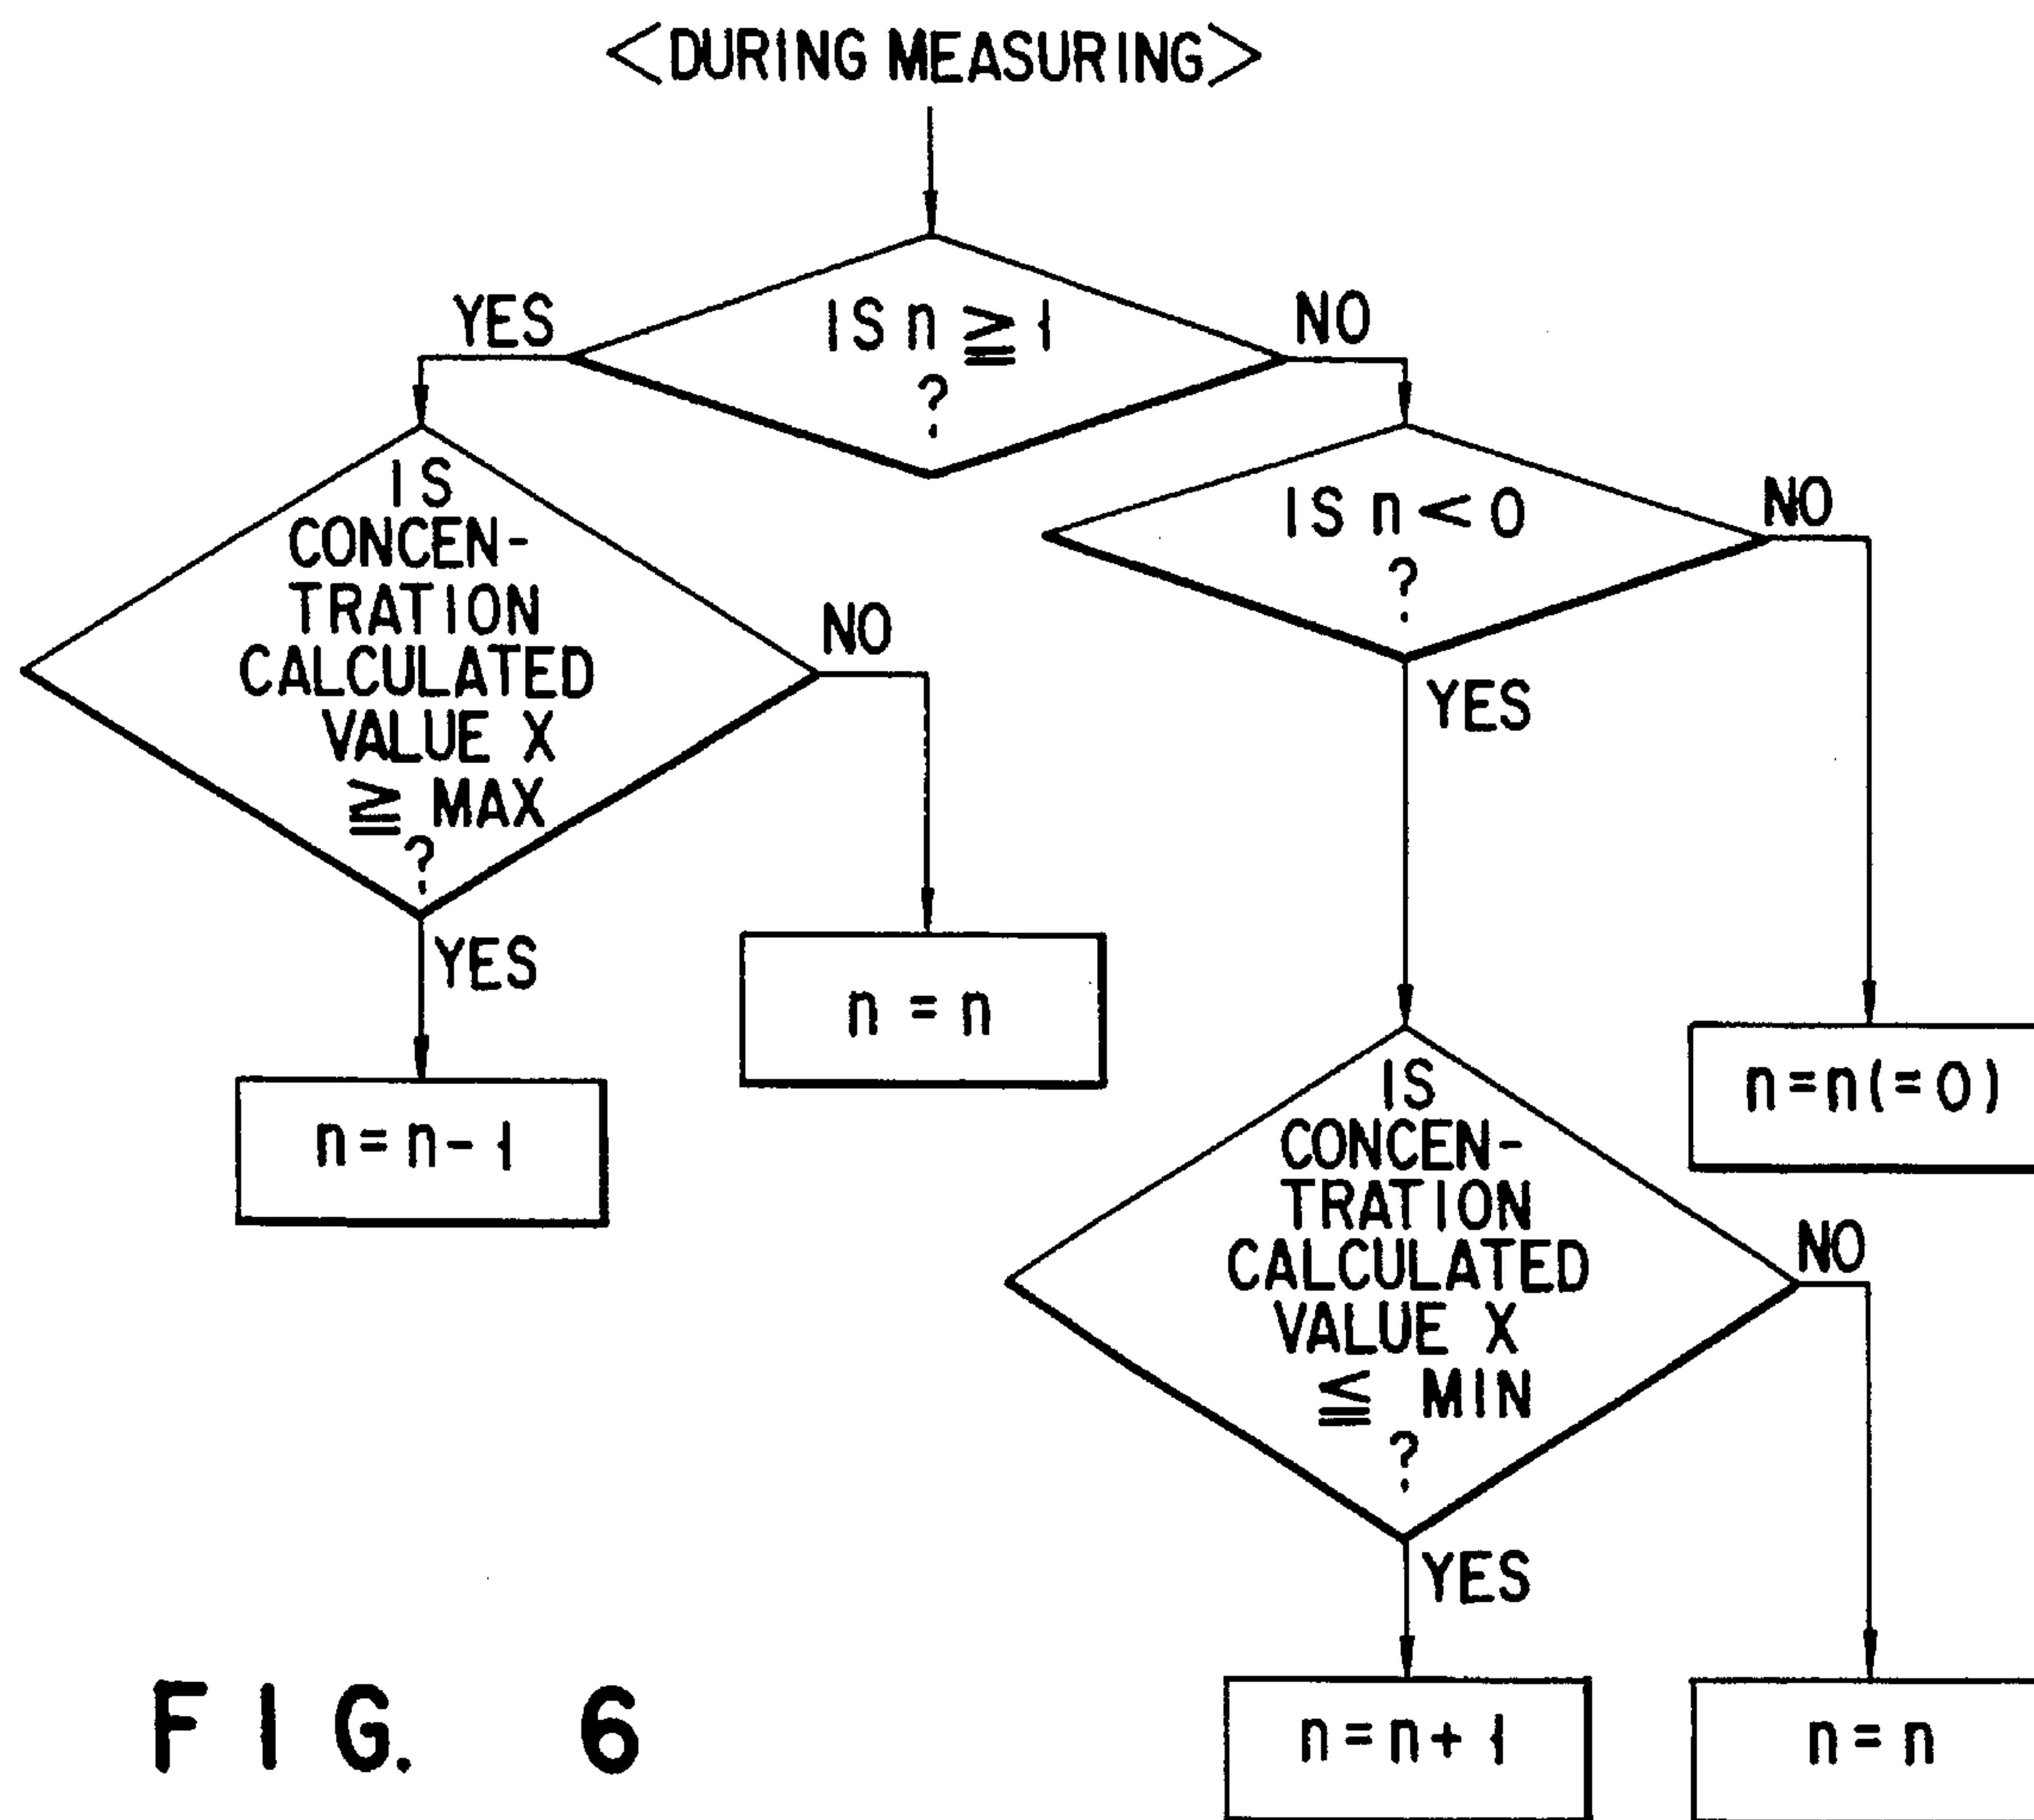 <DURING MEASURING>
IS n ≧ 1
?
YES
NO
IS
CONCEN-
TRATION
CALCULATED
VALUE X
≧ MAX
?
NO
YES
n = n
n = n - 1
IS n < 0
?
NO
YES
n = n (= 0)
IS
CONCEN-
TRATION
CALCULATED
VALUE X
≦ MIN
?
NO
YES
n = n + 1
n = n
FIG. 6